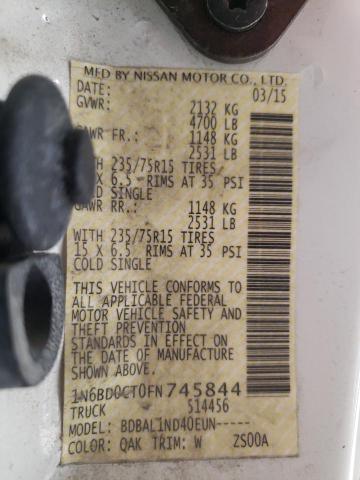 MFD BY NISSAN MOTOR CO., LTD.
DATE: 03/15
GVWR: 2132 KG
4700 LB
GAWR FR.: 1148 KG
2531 LB
WITH 235/75R15 TIRES
X 6.5 RIMS AT 35 PSI
COLD SINGLE
GAWR RR.: 1148 KG
2531 LB
WITH 235/75R15 TIRES
15 X 6.5 RIMS AT 35 PSI
COLD SINGLE
THIS VEHICLE CONFORMS TO
ALL APPLICABLE FEDERAL
MOTOR VEHICLE SAFETY AND
THEFT PREVENTION
STANDARDS IN EFFECT ON
THE DATE OF MANUFACTURE
SHOWN ABOVE.
1N6BD0CT0FN745844
TRUCK 514456
MODEL: BDBAL1ND40EUN-----
COLOR: QAK TRIM: W ZS00A